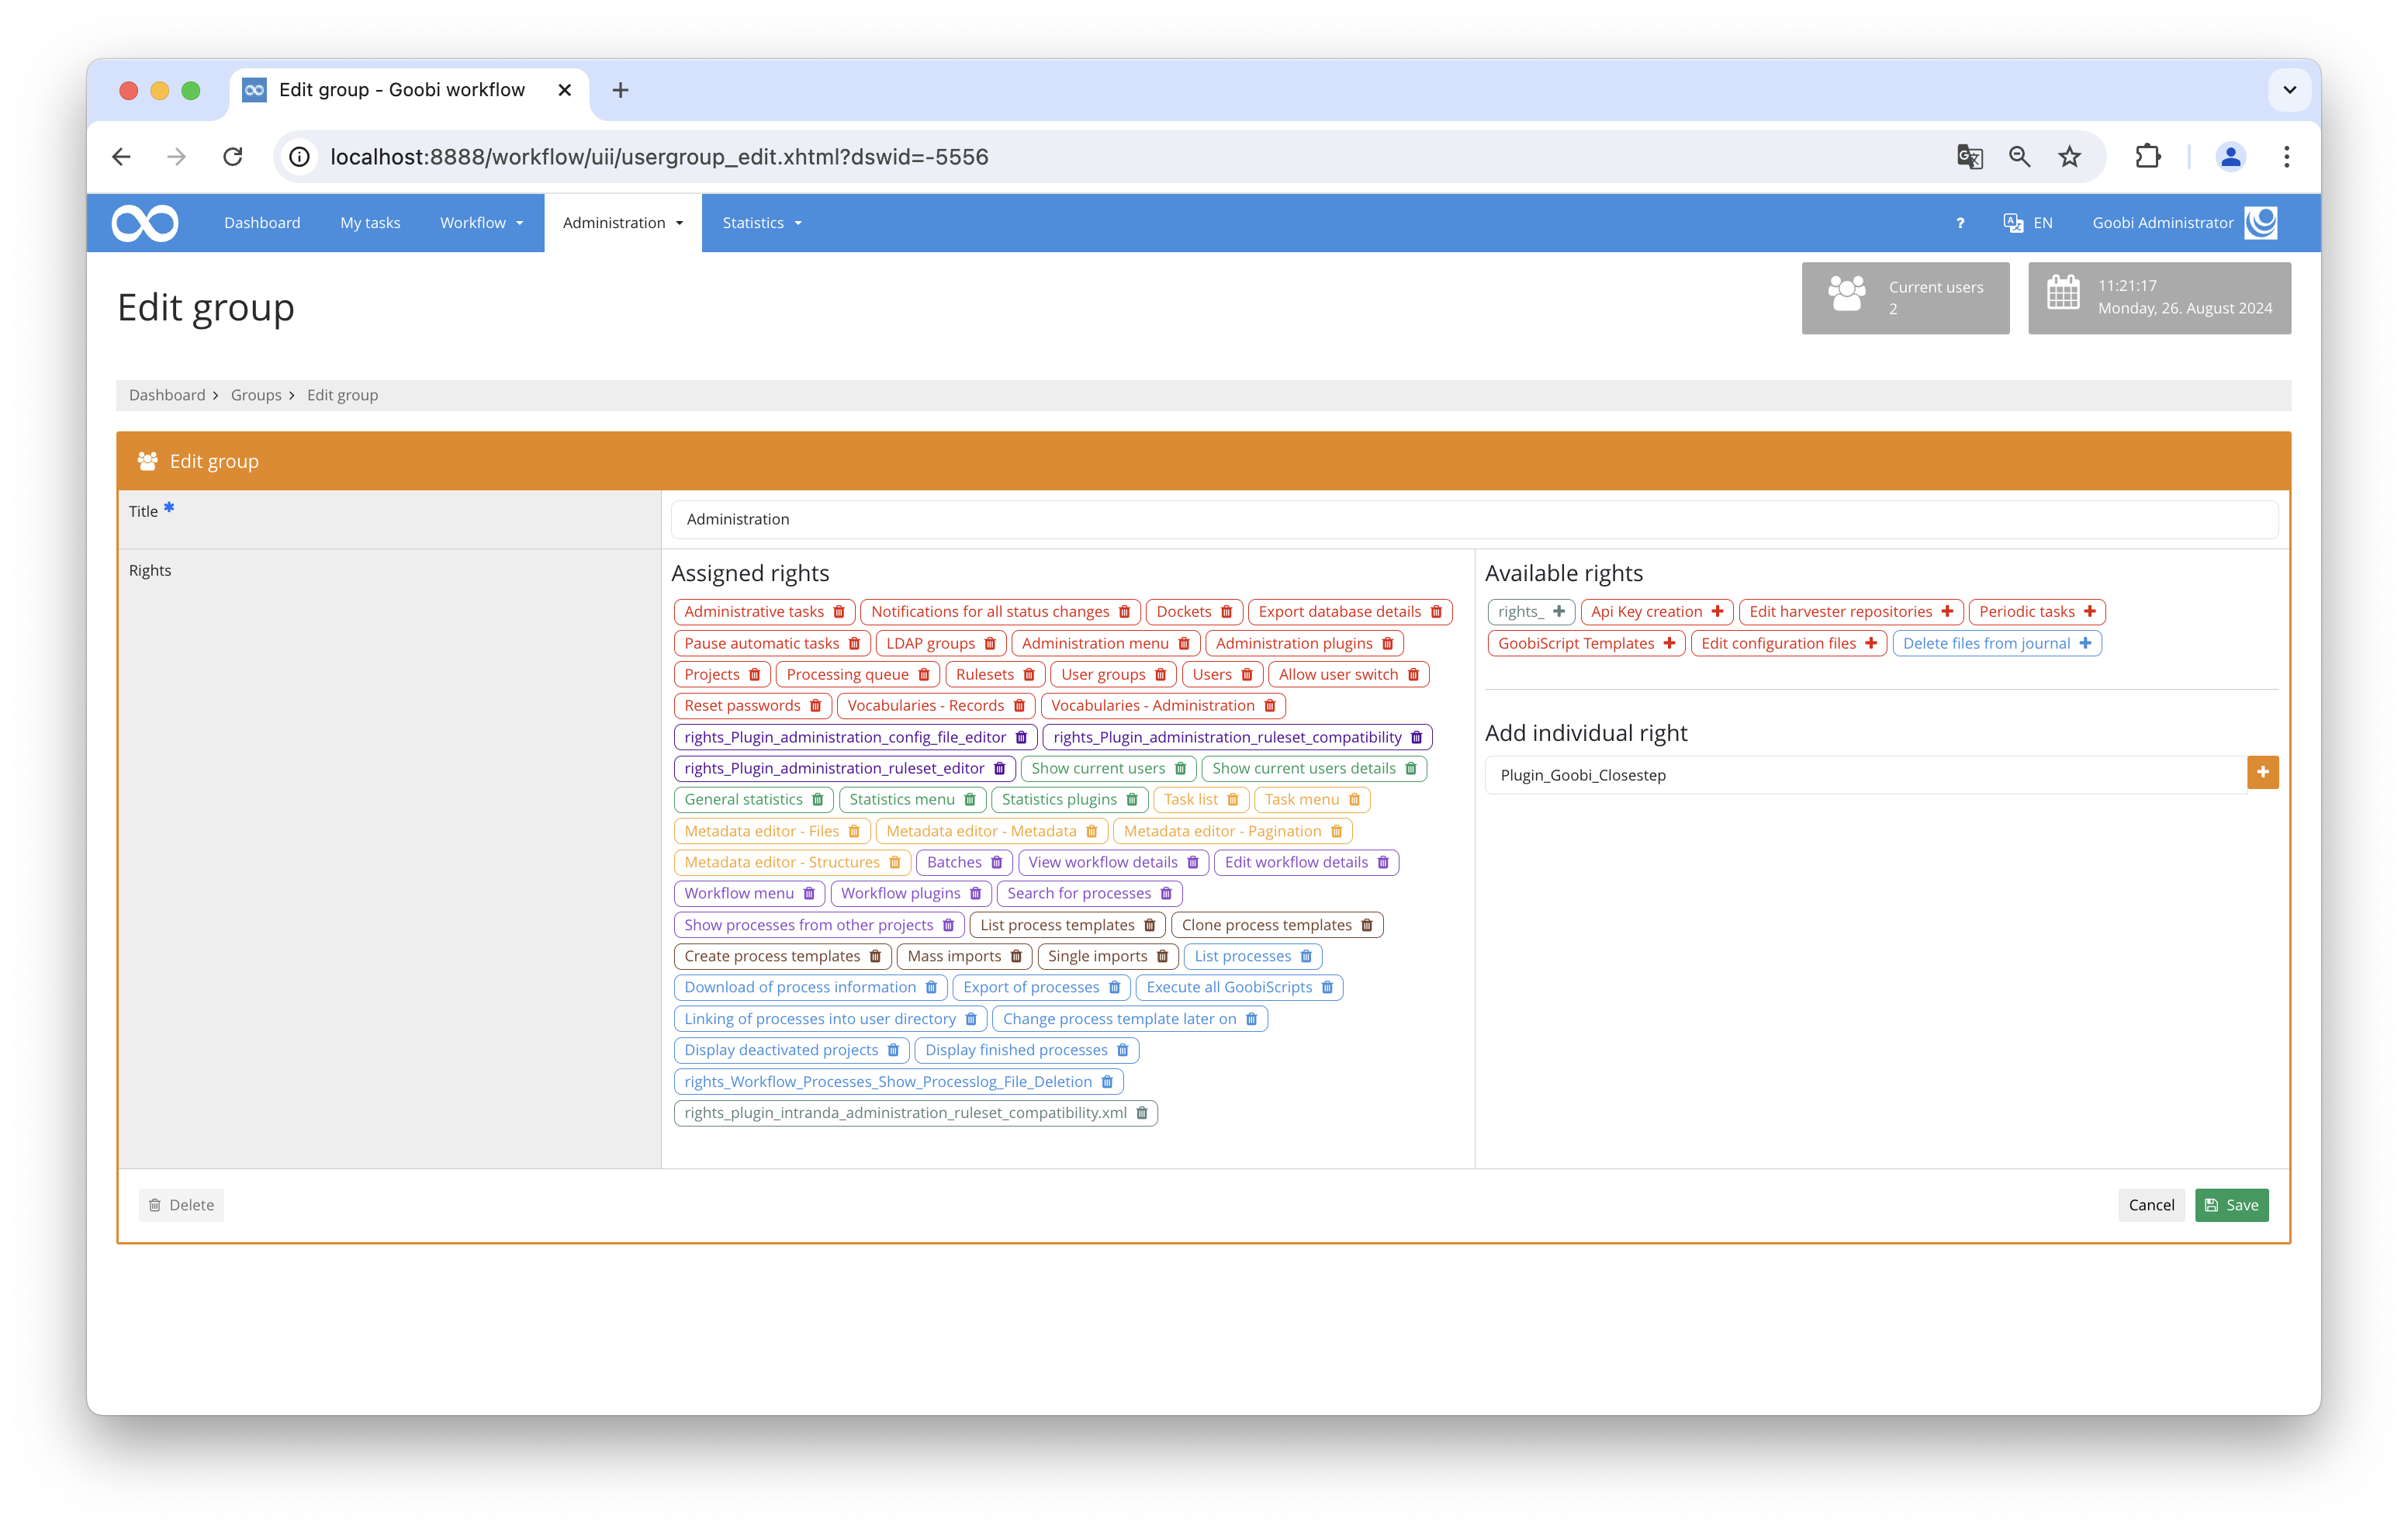 Edit group - Goobi workflow
localhost:8888/workflow/uii/usergroup_edit.xhtml?dswid=-5556
Dashboard My tasks Workflow Administration Statistics ? EN Goobi Administrator
Edit group
Current users
2
11:21:17
Monday, 26. August 2024
Dashboard > Groups > Edit group
Edit group
Title *
Administration
Rights
Assigned rights
Administrative tasks Notifications for all status changes Dockets Export database details
Pause automatic tasks LDAP groups Administration menu Administration plugins
Projects Processing queue Rulesets User groups Users Allow user switch
Reset passwords Vocabularies - Records Vocabularies - Administration
rights_Plugin_administration_config_file_editor rights_Plugin_administration_ruleset_compatibility
rights_Plugin_administration_ruleset_editor Show current users Show current users details
General statistics Statistics menu Statistics plugins Task list Task menu
Metadata editor - Files Metadata editor - Metadata Metadata editor - Pagination
Metadata editor - Structures Batches View workflow details Edit workflow details
Workflow menu Workflow plugins Search for processes
Show processes from other projects List process templates Clone process templates
Create process templates Mass imports Single imports List processes
Download of process information Export of processes Execute all GoobiScripts
Linking of processes into user directory Change process template later on
Display deactivated projects Display finished processes
rights_Workflow_Processes_Show_Processlog_File_Deletion
rights_plugin_intranda_administration_ruleset_compatibility.xml
Available rights
rights_ + Api Key creation + Edit harvester repositories + Periodic tasks +
GoobiScript Templates + Edit configuration files + Delete files from journal +
Add individual right
Plugin_Goobi_Closestep +
Delete
Cancel Save